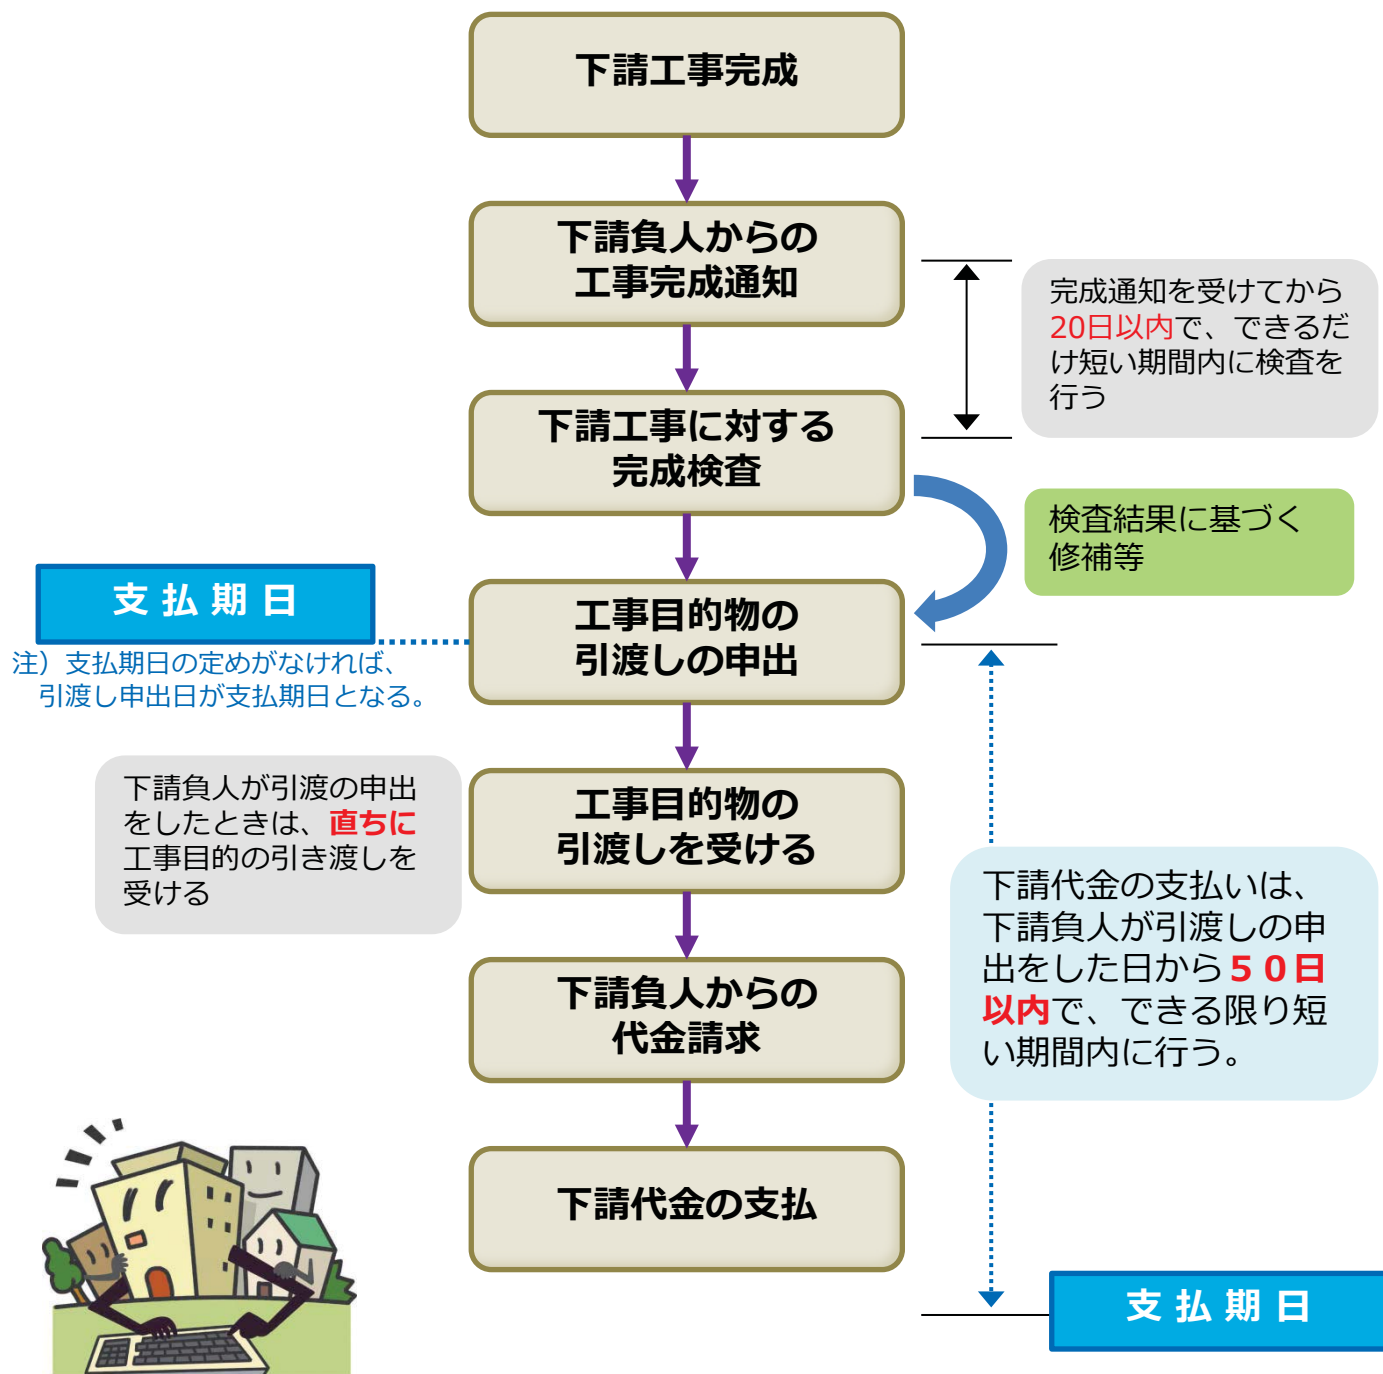 下請工事完成
下請負人からの
工事完成通知
完成通知を受けてから
20日以内で、できるだ
け短い期間内に検査を
行う
下請工事に対する
完成検査
検査結果に基づく
修補等
支払期日
注）支払期日の定めがなければ、
引渡し申出日が支払期日となる。
工事目的物の
引渡しの申出
下請負人が引渡の申出
をしたときは、直ちに
工事目的の引き渡しを
受ける
工事目的物の
引渡しを受ける
下請代金の支払いは、
下請負人が引渡しの申
出をした日から５０日
以内で、できる限り短
い期間内に行う。
下請負人からの
代金請求
下請代金の支払
支払期日